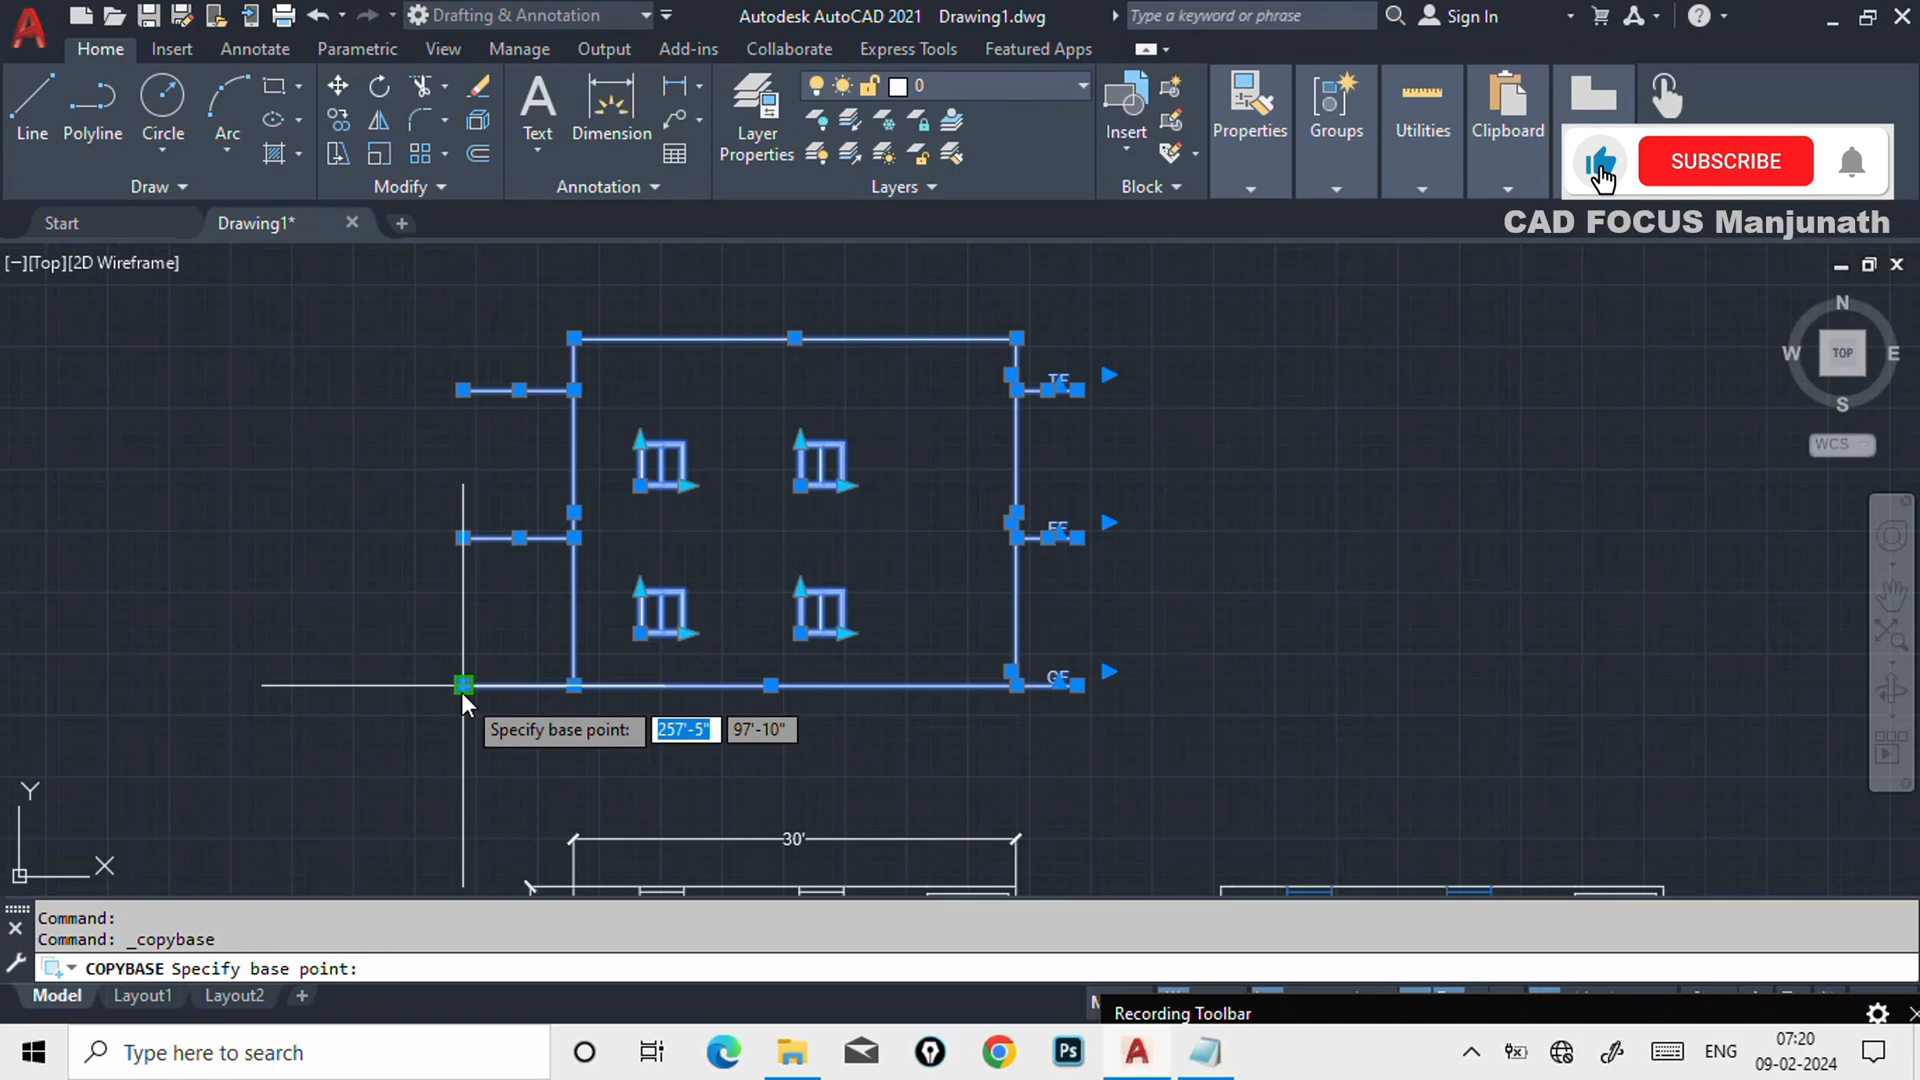 Drafting & Annotation
Autodesk AutoCAD 2021 Drawing1.dwg
Type a keyword or phrase
Sign In
Home Insert Annotate Parametric View Manage Output Add-ins Collaborate Express Tools Featured Apps
0
Line Polyline Circle Arc
Text Dimension
Layer Properties
Insert
Properties Groups Utilities Clipboard
Draw Modify Annotation Layers Block
SUBSCRIBE
CAD FOCUS Manjunath
Start Drawing1*
[−][Top][2D Wireframe]
N
W TOP E
S
WCS
Specify base point: 257'-5" 97'-10"
Y
X
30'
Command:
Command: _copybase
COPYBASE Specify base point:
Model Layout1 Layout2
Recording Toolbar
Type here to search
Ps
ENG
07:20
09-02-2024